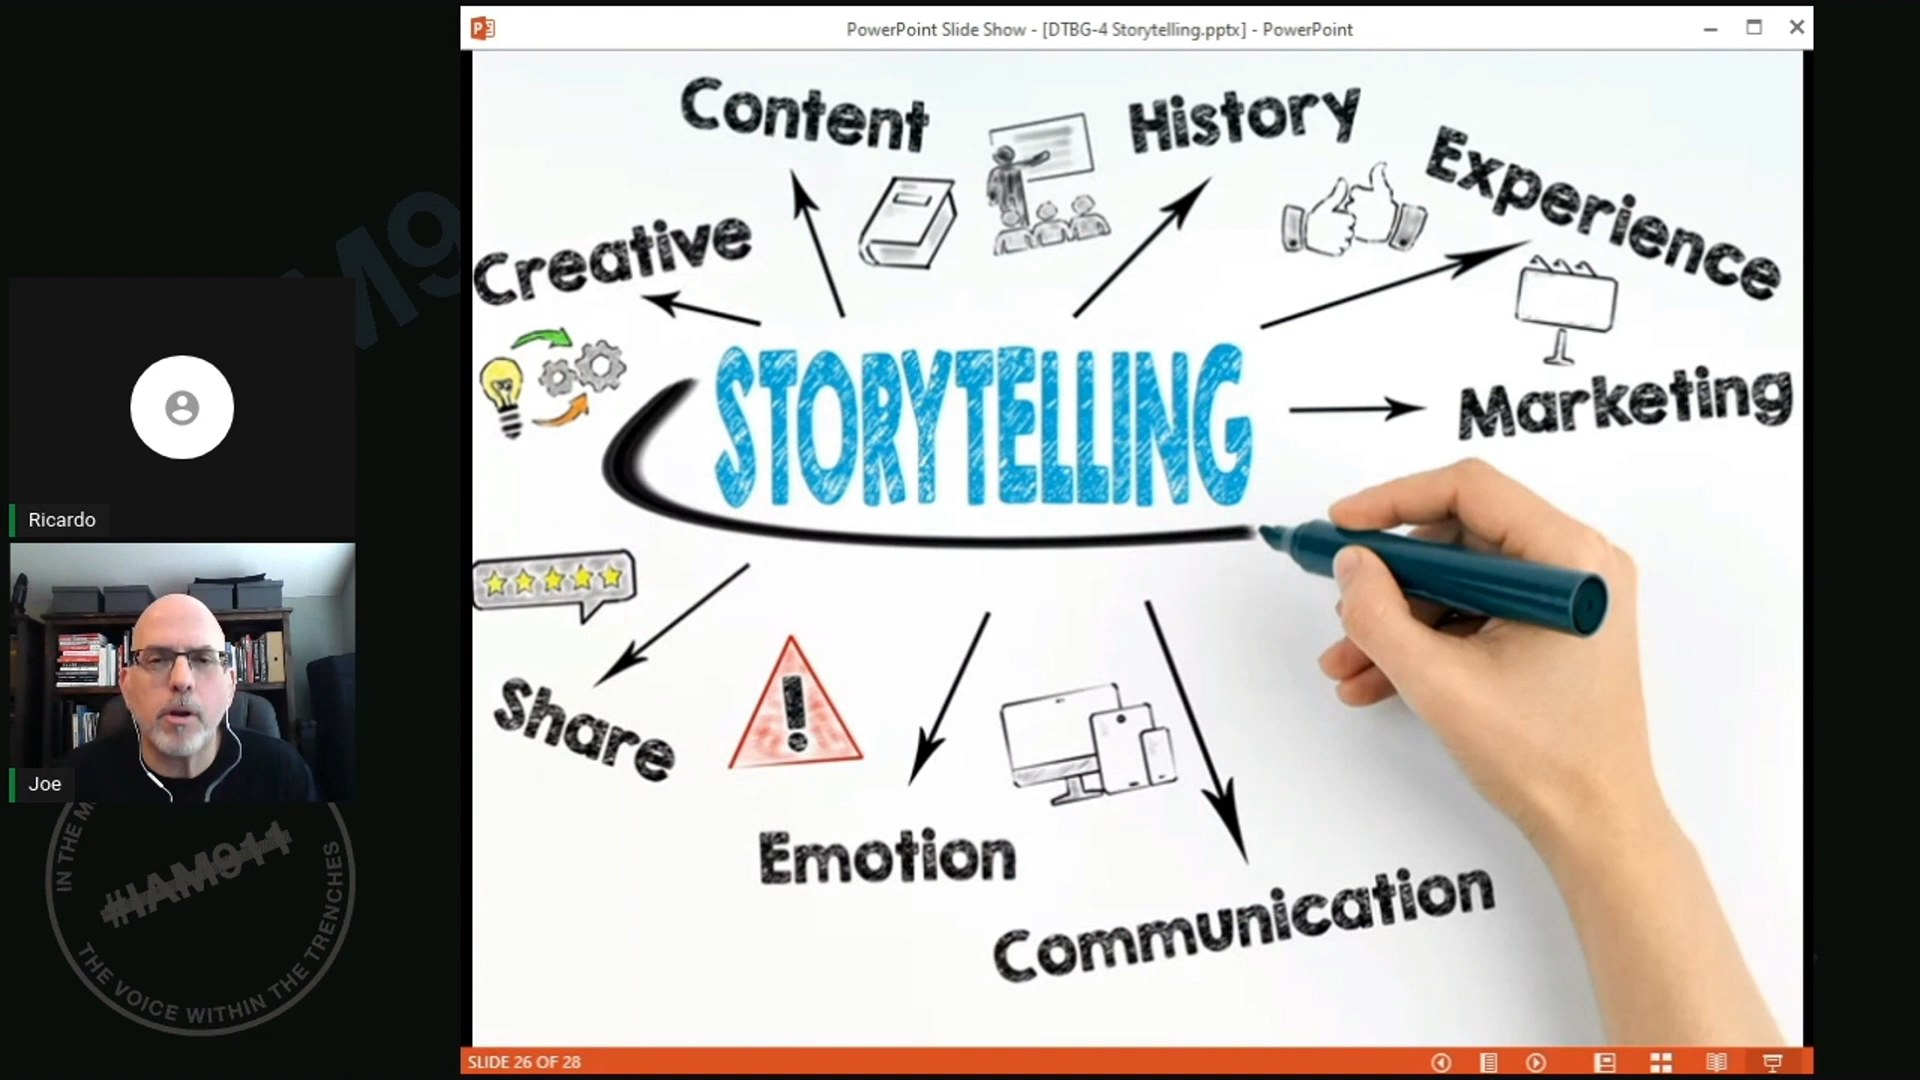 PowerPoint Slide Show - [DTBG-4 Storytelling.pptx] - PowerPoint
Content
History
Experience
Creative
STORYTELLING
Marketing
Share
Emotion
Communication
SLIDE 26 OF 28
Ricardo
Joe
M9
IN THE M
#IAM911
THE VOICE WITHIN THE TRENCHES